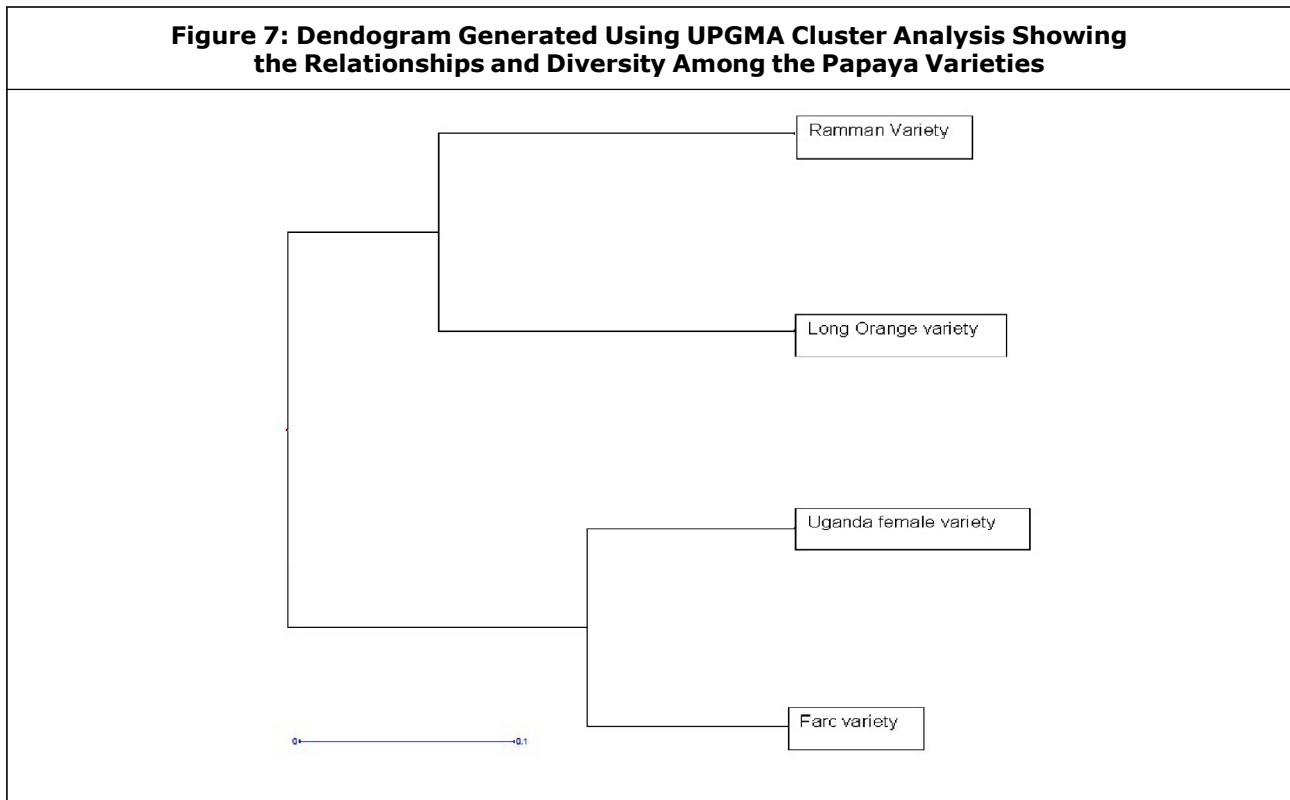 Figure 7: Dendogram Generated Using UPGMA Cluster Analysis Showing
the Relationships and Diversity Among the Papaya Varieties
Ramman Variety
Long Orange variety
Uganda female variety
Farc variety
0 0.1